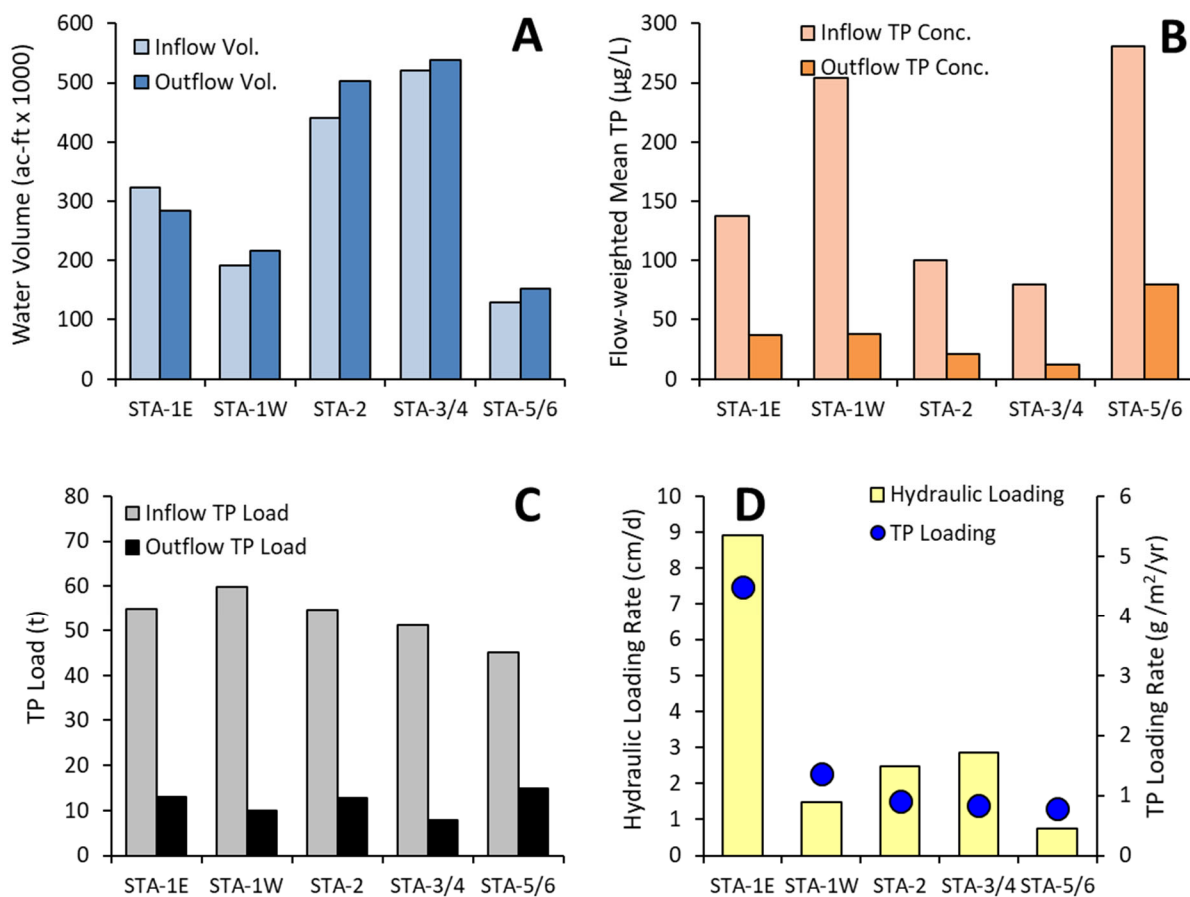 A
Inflow Vol.
Outflow Vol.
Water Volume (ac-ft x 1000)
600
500
400
300
200
100
0
STA-1E STA-1W STA-2 STA-3/4 STA-5/6
B
Inflow TP Conc.
Outflow TP Conc.
Flow-weighted Mean TP (µg/L)
300
250
200
150
100
50
0
STA-1E STA-1W STA-2 STA-3/4 STA-5/6
C
Inflow TP Load
Outflow TP Load
TP Load (t)
80
70
60
50
40
30
20
10
0
STA-1E STA-1W STA-2 STA-3/4 STA-5/6
D
Hydraulic Loading
TP Loading
Hydraulic Loading Rate (cm/d)
10
9
8
7
6
5
4
3
2
1
0
TP Loading Rate (g /m²/yr)
6
5
4
3
2
1
0
STA-1E STA-1W STA-2 STA-3/4 STA-5/6